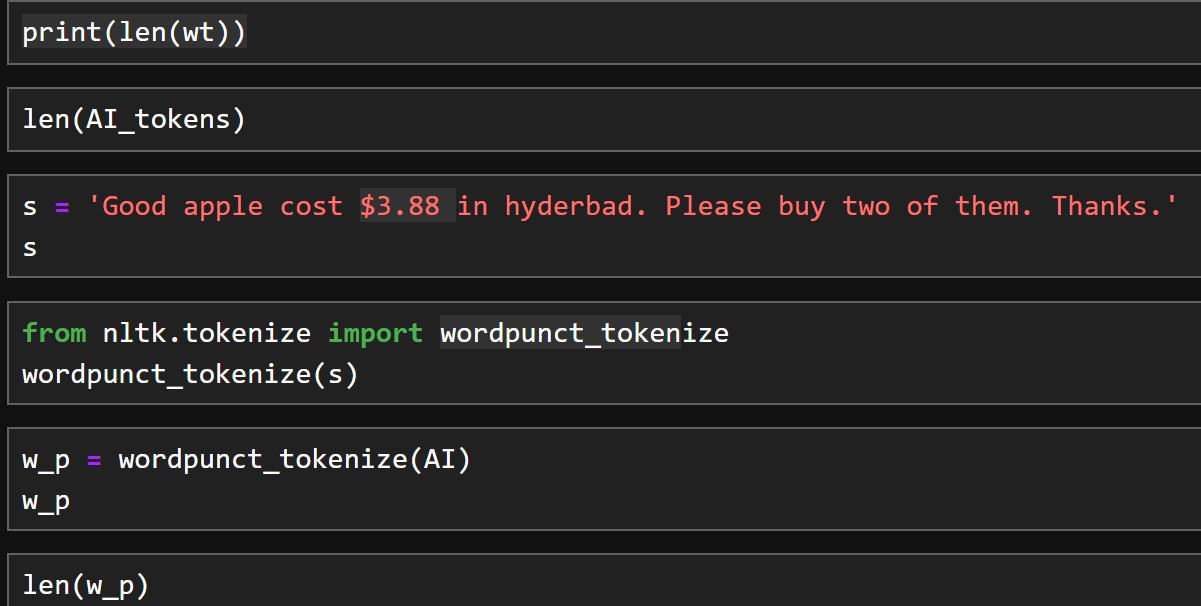 print(len(wt))
len(AI_tokens)
s = 'Good apple cost $3.88 in hyderbad. Please buy two of them. Thanks.'
s
from nltk.tokenize import wordpunct_tokenize
wordpunct_tokenize(s)
w_p = wordpunct_tokenize(AI)
w_p
len(w_p)